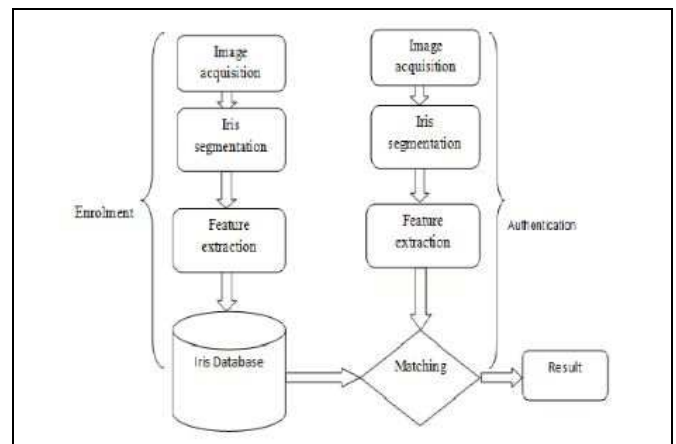 Image
acquisition
Iris
segmentation
Enrolment
Feature
extraction
Iris Database
Image
acquisition
Iris
segmentation
Feature
extraction
Authentication
Matching
Result